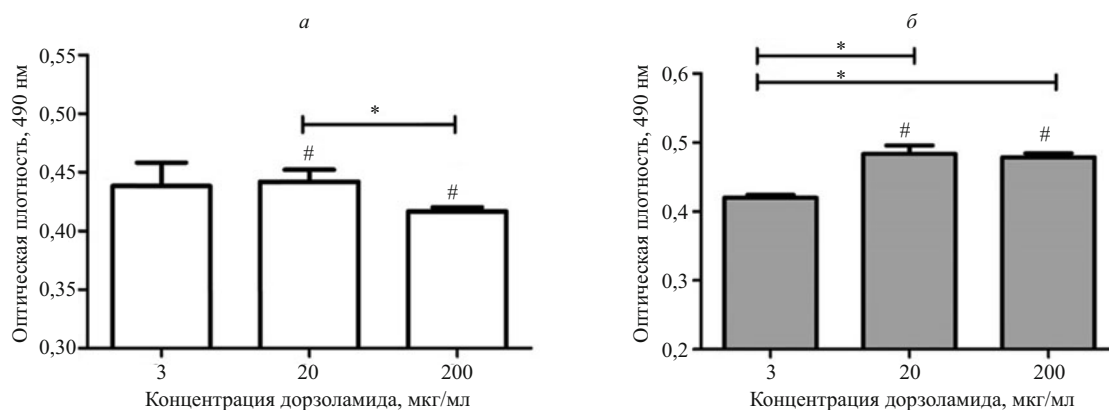 а
Оптическая плотность, 490 нм
0,55
0,50
0,45
0,40
0,35
0,30
*
#
#
3 20 200
Концентрация дорзоламида, мкг/мл
б
Оптическая плотность, 490 нм
0,6
0,5
0,4
0,3
0,2
*
*
#
#
3 20 200
Концентрация дорзоламида, мкг/мл